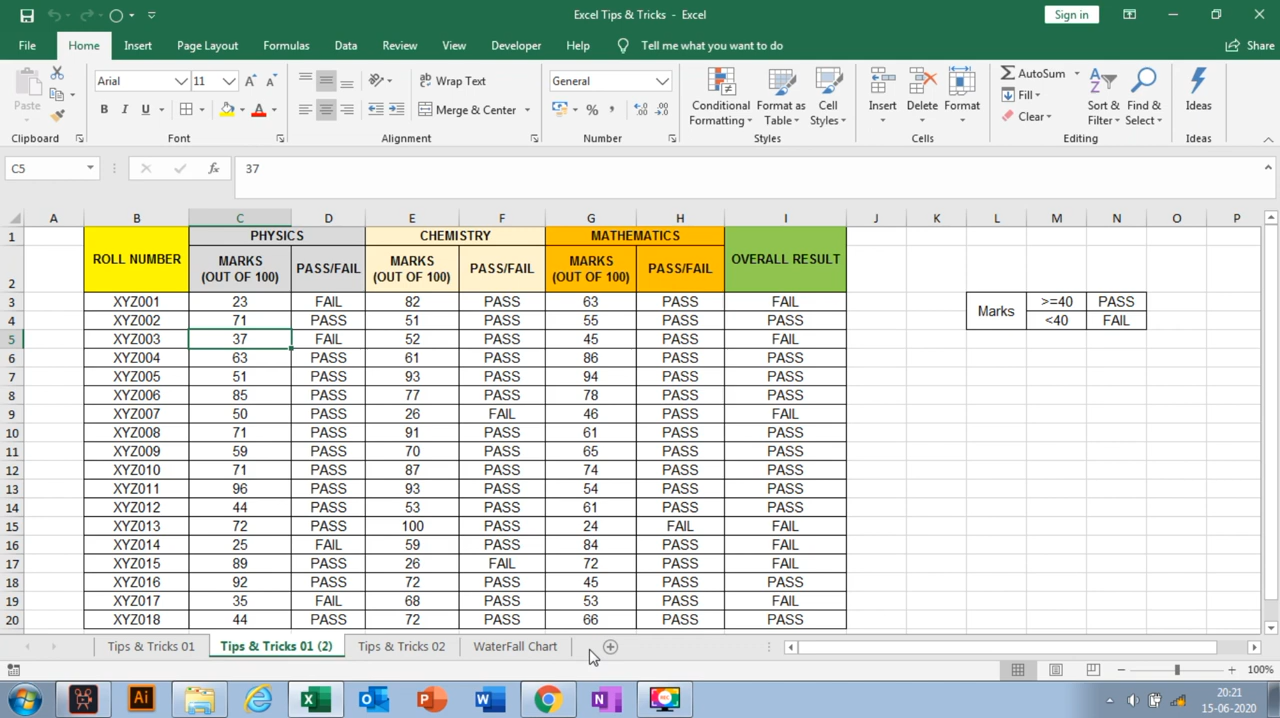 Excel Tips & Tricks - Excel
Sign in
File Home Insert Page Layout Formulas Data Review View Developer Help Tell me what you want to do Share
Paste
Arial 11
B I U
Wrap Text
Merge & Center
General
Conditional Formatting
Format as Table
Cell Styles
Insert Delete Format
AutoSum
Fill
Clear
Sort & Filter
Find & Select
Ideas
Clipboard Font Alignment Number Styles Cells Editing Ideas
C5 fx 37
A B C D E F G H I J K L M N O P
1 PHYSICS CHEMISTRY MATHEMATICS
2 ROLL NUMBER MARKS (OUT OF 100) PASS/FAIL MARKS (OUT OF 100) PASS/FAIL MARKS (OUT OF 100) PASS/FAIL OVERALL RESULT
3 XYZ001 23 FAIL 82 PASS 63 PASS FAIL Marks >=40 PASS
4 XYZ002 71 PASS 51 PASS 55 PASS PASS <40 FAIL
5 XYZ003 37 FAIL 52 PASS 45 PASS FAIL
6 XYZ004 63 PASS 61 PASS 86 PASS PASS
7 XYZ005 51 PASS 93 PASS 94 PASS PASS
8 XYZ006 85 PASS 77 PASS 78 PASS PASS
9 XYZ007 50 PASS 26 FAIL 46 PASS FAIL
10 XYZ008 71 PASS 91 PASS 61 PASS PASS
11 XYZ009 59 PASS 70 PASS 65 PASS PASS
12 XYZ010 71 PASS 87 PASS 74 PASS PASS
13 XYZ011 96 PASS 93 PASS 54 PASS PASS
14 XYZ012 44 PASS 53 PASS 61 PASS PASS
15 XYZ013 72 PASS 100 PASS 24 FAIL FAIL
16 XYZ014 25 FAIL 59 PASS 84 PASS FAIL
17 XYZ015 89 PASS 26 FAIL 72 PASS FAIL
18 XYZ016 92 PASS 72 PASS 45 PASS PASS
19 XYZ017 35 FAIL 68 PASS 53 PASS FAIL
20 XYZ018 44 PASS 72 PASS 66 PASS PASS
Tips & Tricks 01 Tips & Tricks 01 (2) Tips & Tricks 02 WaterFall Chart
100%
20:21
15-06-2020